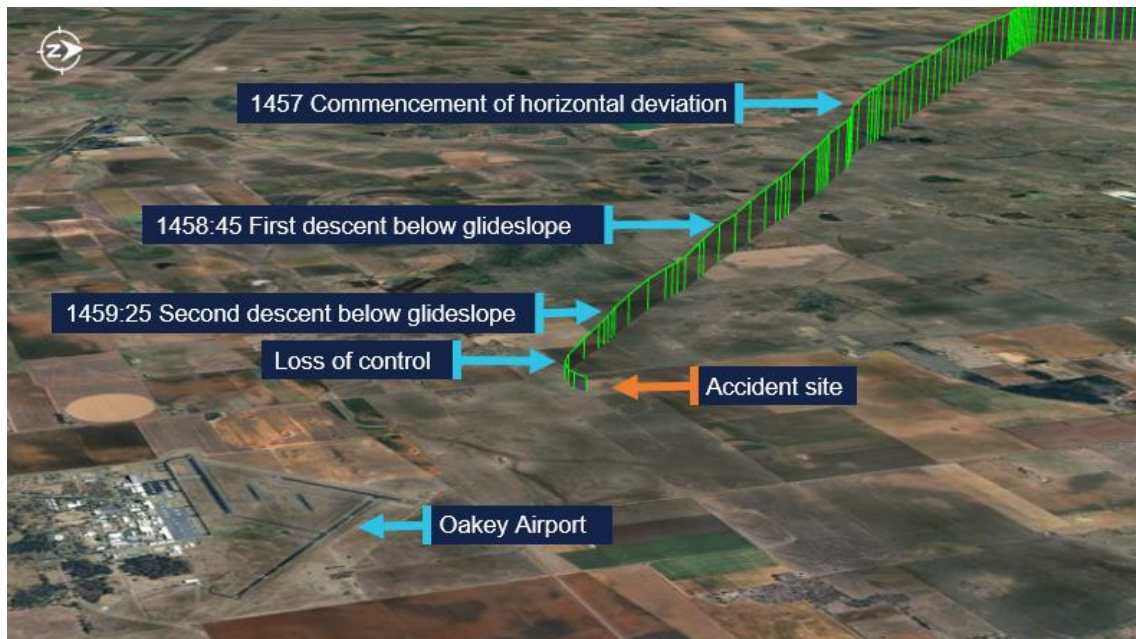 N
1457 Commencement of horizontal deviation
1458:45 First descent below glideslope
1459:25 Second descent below glideslope
Loss of control
Accident site
Oakey Airport